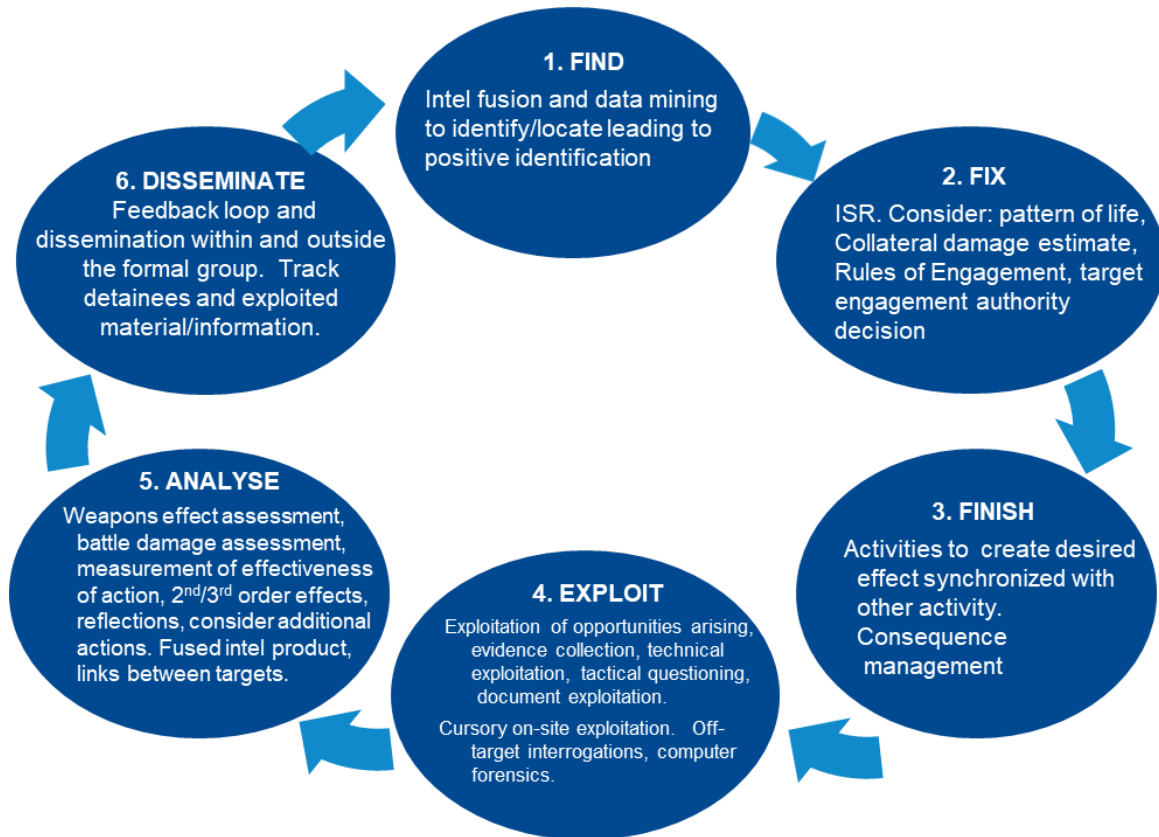 1. FIND
Intel fusion and data mining
to identify/locate leading to
positive identification
2. FIX
ISR. Consider: pattern of life,
Collateral damage estimate,
Rules of Engagement, target
engagement authority
decision
3. FINISH
Activities to create desired
effect synchronized with
other activity.
Consequence
management
4. EXPLOIT
Exploitation of opportunities arising,
evidence collection, technical
exploitation, tactical questioning,
document exploitation.
Cursory on-site exploitation. Off-
target interrogations, computer
forensics.
5. ANALYSE
Weapons effect assessment,
battle damage assessment,
measurement of effectiveness
of action, 2nd/3rd order effects,
reflections, consider additional
actions. Fused intel product,
links between targets.
6. DISSEMINATE
Feedback loop and
dissemination within and outside
the formal group. Track
detainees and exploited
material/information.